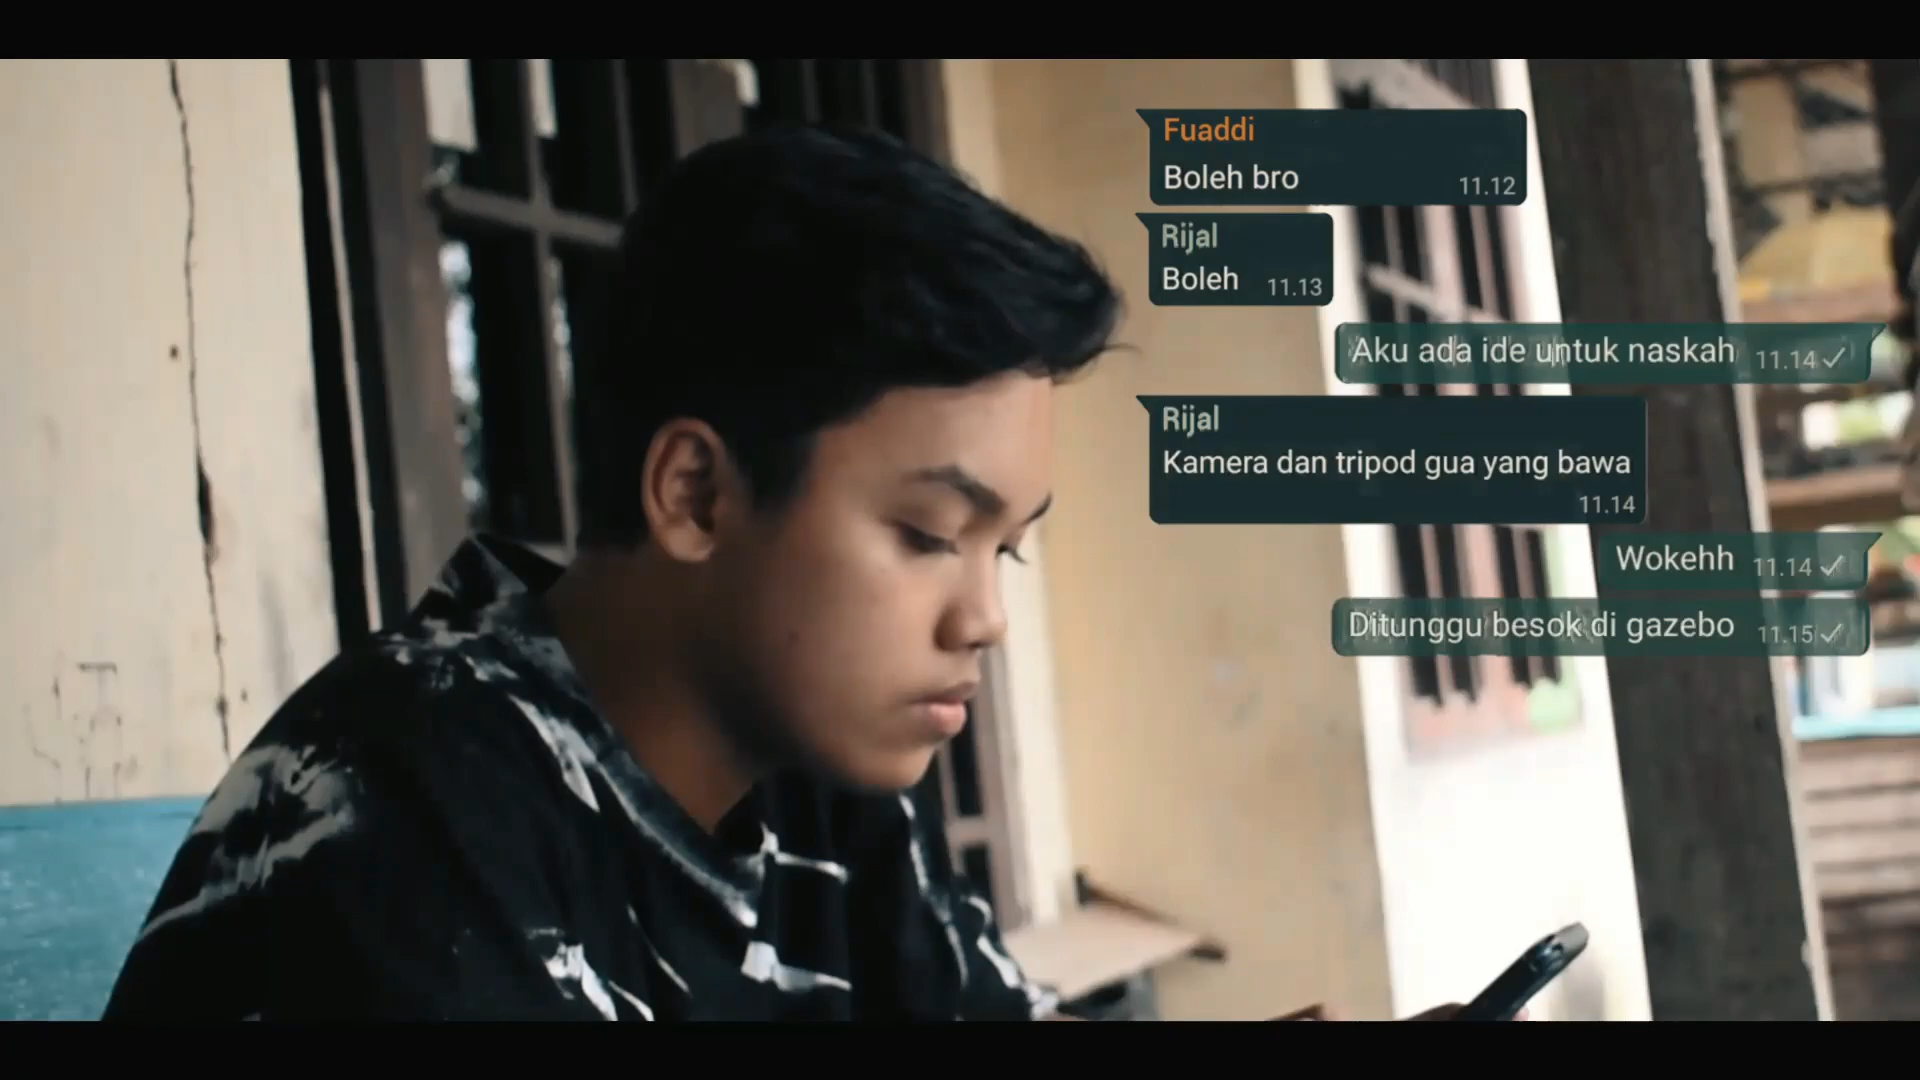 Fuaddi
Boleh bro
11.12
Rijal
Boleh 11.13
Aku ada ide untuk naskah 11.14
Rijal
Kamera dan tripod gua yang bawa
11.14
Wokehh 11.14
Ditunggu besok di gazebo 11.15